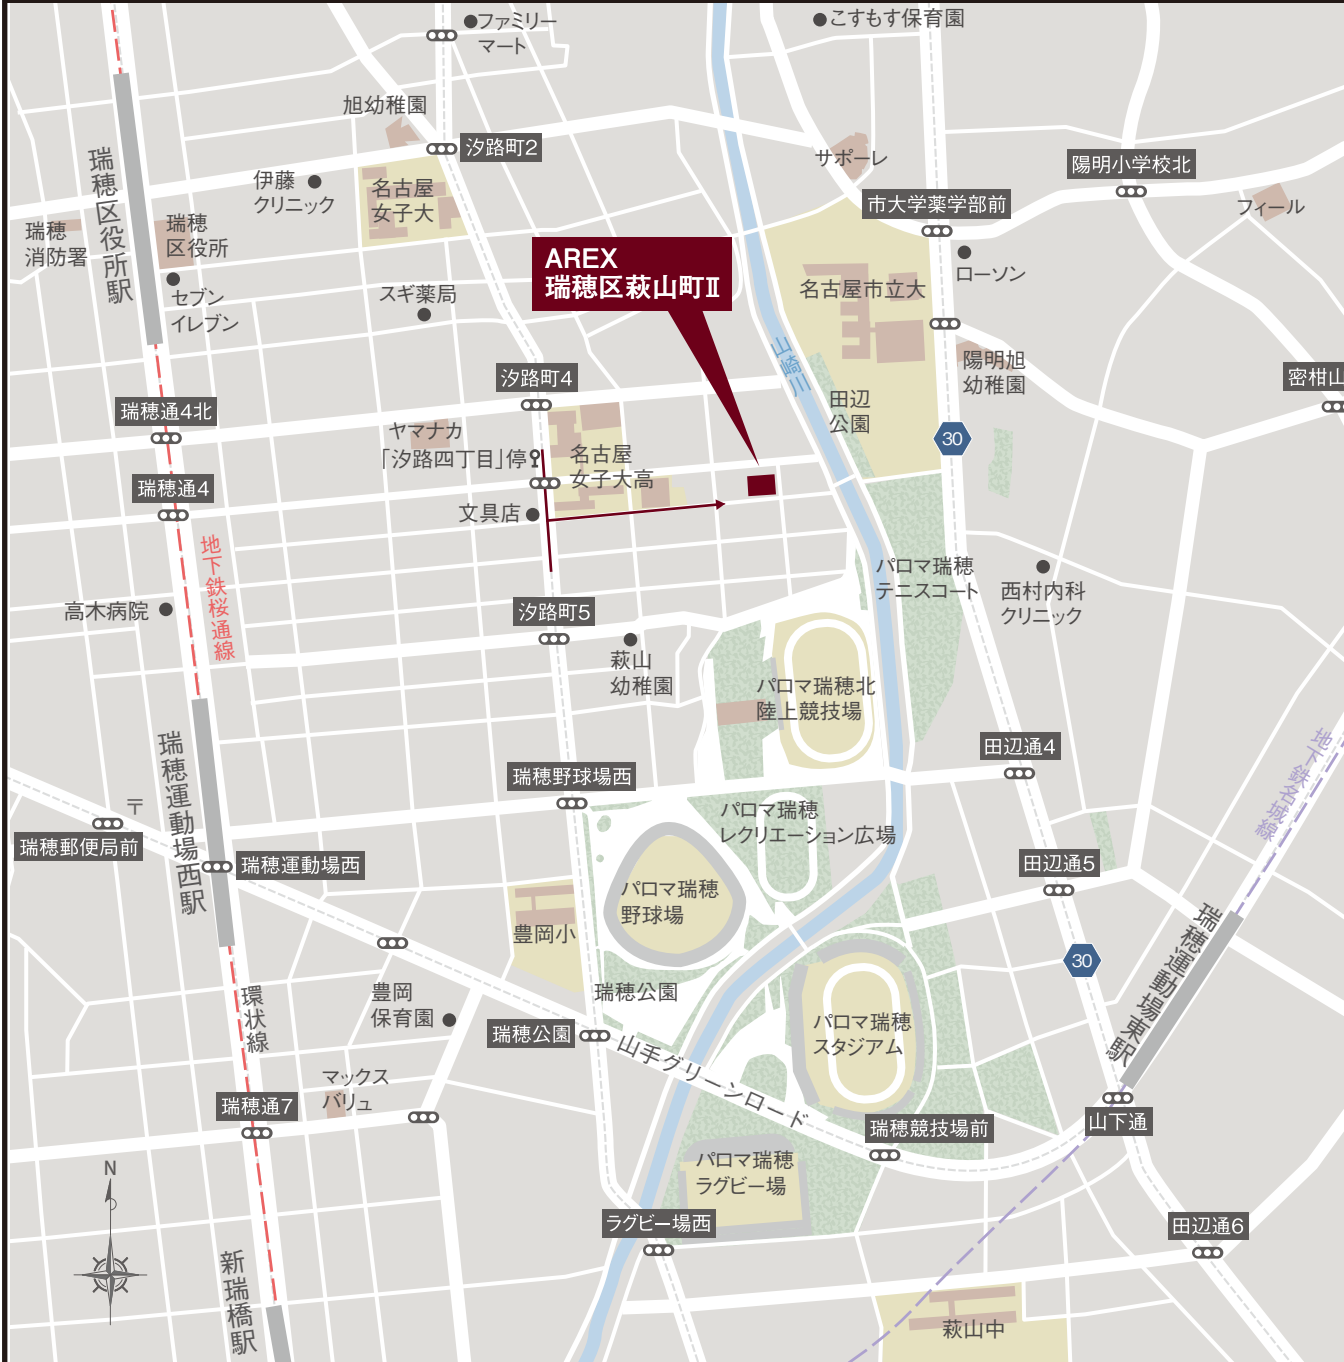 ファミリー
マート
こすもす保育園
旭幼稚園
汐路町2
サポーレ
陽明小学校北
瑞穂区役所駅
伊藤
クリニック
名古屋
女子大
市大学薬学部前
フィール
瑞穂
消防署
瑞穂
区役所
AREX
瑞穂区萩山町Ⅱ
ローソン
セブン
イレブン
スギ薬局
名古屋市立大
山崎川
陽明旭
幼稚園
汐路町4
密柑山
瑞穂通4北
田辺
公園
ヤマナカ
「汐路四丁目」停
名古屋
女子大高
30
瑞穂通4
文具店
地下鉄桜通線
パロマ瑞穂
テニスコート
西村内科
クリニック
高木病院
汐路町5
萩山
幼稚園
パロマ瑞穂北
陸上競技場
瑞穂運動場西駅
田辺通4
地下鉄名城線
瑞穂野球場西
〒
瑞穂郵便局前
パロマ瑞穂
レクリエーション広場
瑞穂運動場西
田辺通5
パロマ瑞穂
野球場
豊岡小
瑞穂運動場東駅
30
環状線
豊岡
保育園
瑞穂公園
瑞穂公園
パロマ瑞穂
スタジアム
山手グリーンロード
マックス
バリュ
瑞穂通7
瑞穂競技場前
山下通
N
パロマ瑞穂
ラグビー場
ラグビー場西
田辺通6
新瑞橋駅
萩山中